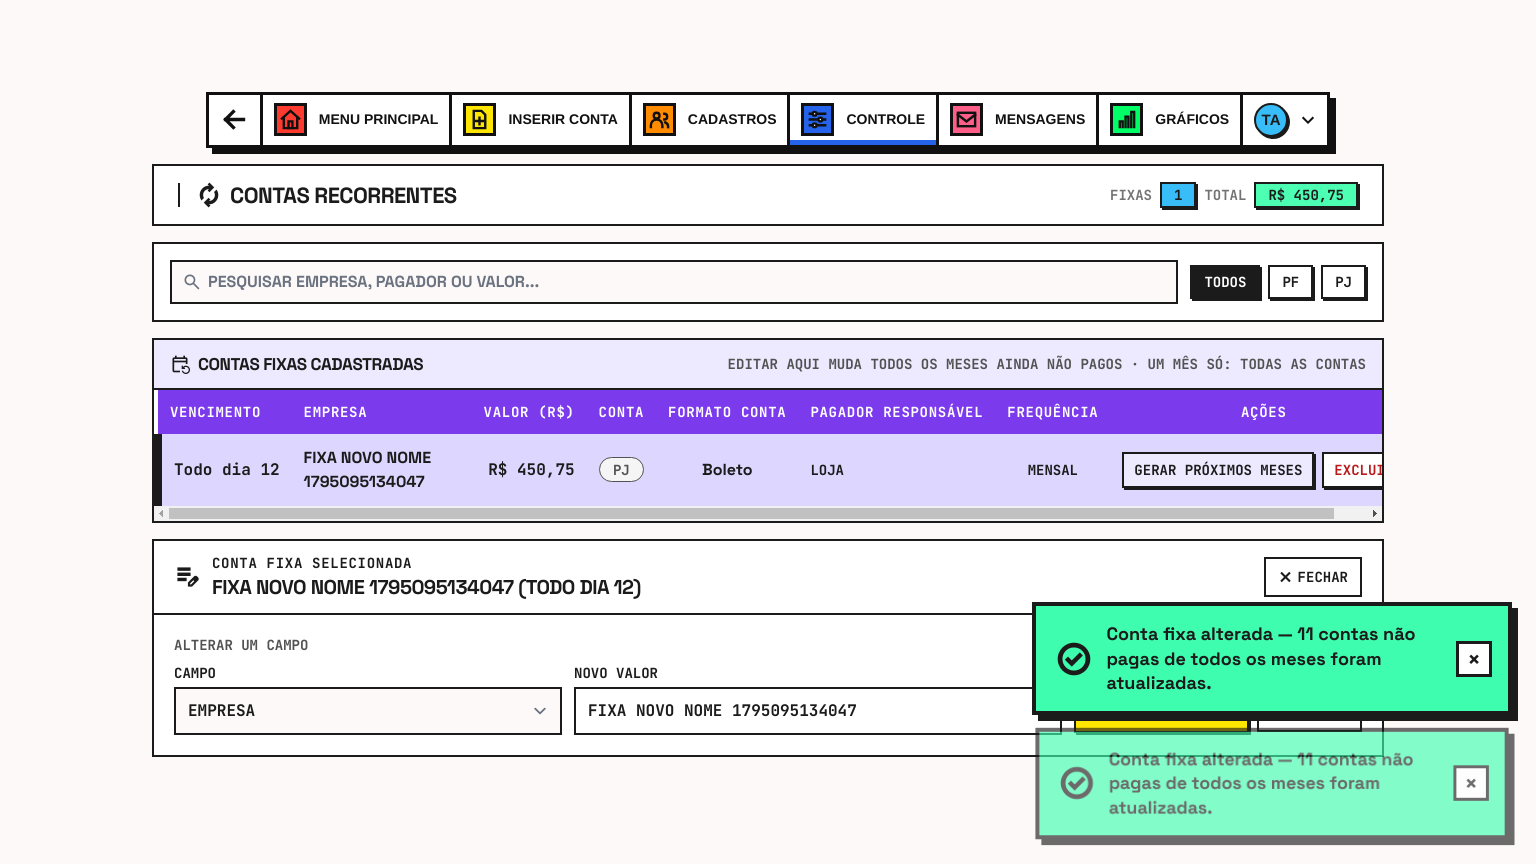 MENU PRINCIPAL INSERIR CONTA CADASTROS CONTROLE MENSAGENS GRÁFICOS TA
CONTAS RECORRENTES FIXAS 1 TOTAL R$ 450,75
PESQUISAR EMPRESA, PAGADOR OU VALOR... TODOS PF PJ
CONTAS FIXAS CADASTRADAS EDITAR AQUI MUDA TODOS OS MESES AINDA NÃO PAGOS · UM MÊS SÓ: TODAS AS CONTAS
VENCIMENTO EMPRESA VALOR (R$) CONTA FORMATO CONTA PAGADOR RESPONSÁVEL FREQUÊNCIA AÇÕES
Todo dia 12 FIXA NOVO NOME 1795095134047 R$ 450,75 PJ Boleto LOJA MENSAL GERAR PRÓXIMOS MESES EXCLUI
CONTA FIXA SELECIONADA
FIXA NOVO NOME 1795095134047 (TODO DIA 12)
FECHAR
ALTERAR UM CAMPO
CAMPO NOVO VALOR
EMPRESA FIXA NOVO NOME 1795095134047
Conta fixa alterada — 11 contas não
pagas de todos os meses foram
atualizadas.
Conta fixa alterada — 11 contas não
pagas de todos os meses foram
atualizadas.